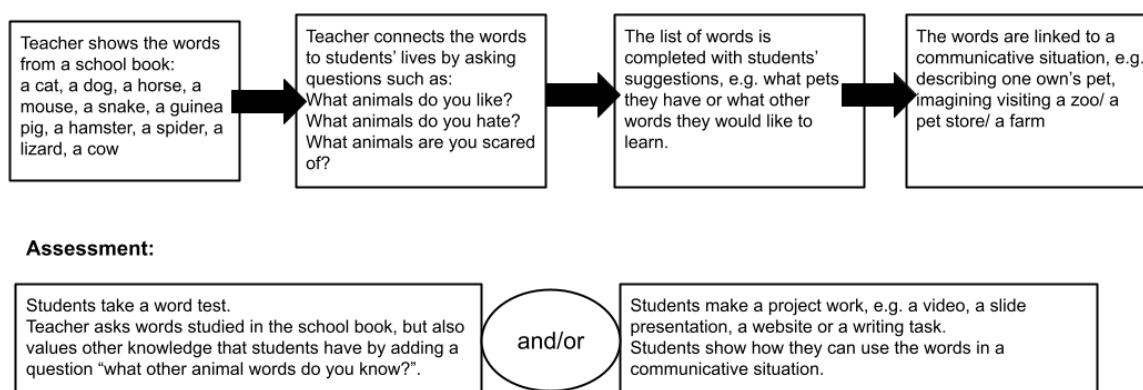 Teacher shows the words
from a school book:
a cat, a dog, a horse, a
mouse, a snake, a guinea
pig, a hamster, a spider, a
lizard, a cow
Teacher connects the words
to students’ lives by asking
questions such as:
What animals do you like?
What animals do you hate?
What animals are you scared
of?
The list of words is
completed with students’
suggestions, e.g. what pets
they have or what other
words they would like to
learn.
The words are linked to a
communicative situation, e.g.
describing one own’s pet,
imagining visiting a zoo/ a
pet store/ a farm
Assessment:
Students take a word test.
Teacher asks words studied in the school book, but also
values other knowledge that students have by adding a
question “what other animal words do you know?”.
and/or
Students make a project work, e.g. a video, a slide
presentation, a website or a writing task.
Students show how they can use the words in a
communicative situation.